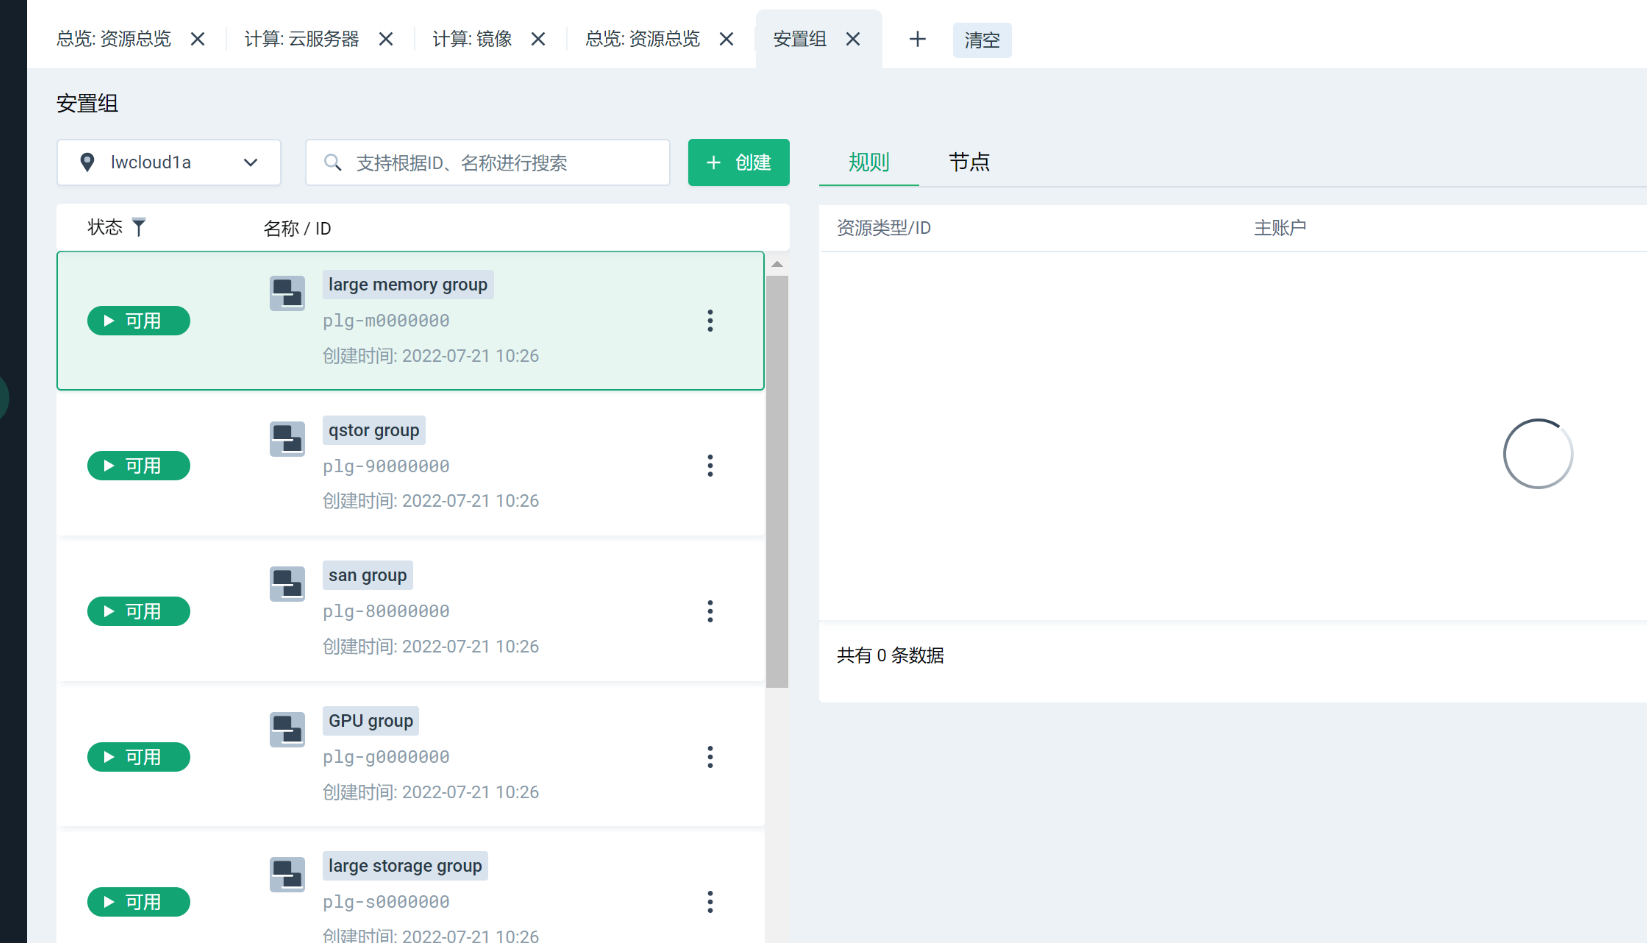 总览: 资源总览
计算: 云服务器
计算: 镜像
总览: 资源总览
安置组
清空
安置组
lwcloud1a
支持根据ID、名称进行搜索
创建
规则
节点
状态
名称 / ID
资源类型/ID
主账户
可用
large memory group
plg-m0000000
创建时间: 2022-07-21 10:26
可用
qstor group
plg-90000000
创建时间: 2022-07-21 10:26
可用
san group
plg-80000000
创建时间: 2022-07-21 10:26
共有 0 条数据
可用
GPU group
plg-g0000000
创建时间: 2022-07-21 10:26
可用
large storage group
plg-s0000000
创建时间: 2022-07-21 10:26